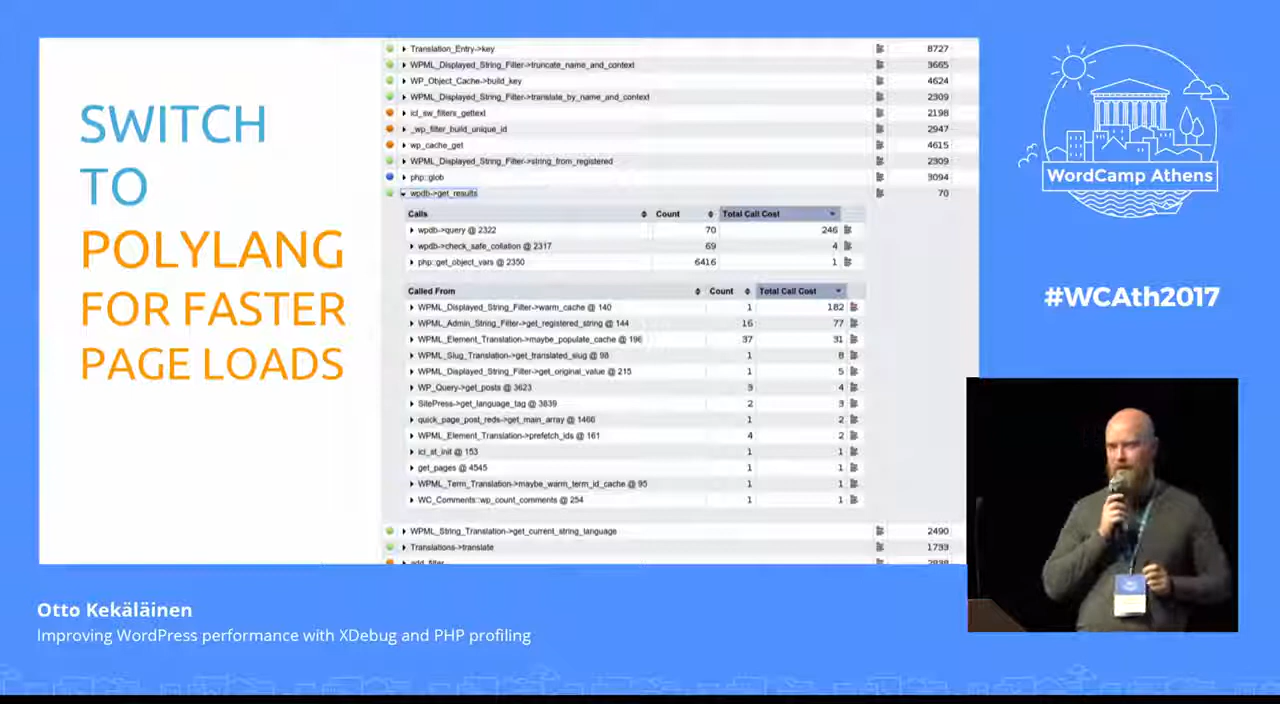 SWITCH
TO
POLYLANG
FOR FASTER
PAGE LOADS
Translation_Entry->key 8727
WPML_Displayed_String_Filter->truncate_name_and_context 3665
WP_Object_Cache->build_key 4624
WPML_Displayed_String_Filter->translate_by_name_and_context 2309
icl_sw_filters_gettext 2198
_wp_filter_build_unique_id 2947
wp_cache_get 4615
WPML_Displayed_String_Filter->string_from_registered 2309
php::glob 3094
wpdb->get_results 70
Calls Count Total Call Cost
wpdb->query @ 2322 70 246
wpdb->check_safe_collation @ 2317 69 4
php::get_object_vars @ 2350 6416 1
Called From Count Total Call Cost
WPML_Displayed_String_Filter->warm_cache @ 140 1 182
WPML_Admin_String_Filter->get_registered_string @ 144 16 77
WPML_Element_Translation->maybe_populate_cache @ 196 37 31
WPML_Slug_Translation->get_translated_slug @ 98 1 8
WPML_Displayed_String_Filter->get_original_value @ 215 1 5
WP_Query->get_posts @ 3623 3 4
SitePress->get_language_tag @ 3839 2 3
quick_page_post_reds->get_main_array @ 1466 1 2
WPML_Element_Translation->prefetch_ids @ 161 4 2
icl_st_init @ 153 1 1
get_pages @ 4545 1 1
WPML_Term_Translation->maybe_warm_term_id_cache @ 95 1 1
WC_Comments::wp_count_comments @ 254 1 1
WPML_String_Translation->get_current_string_language 2490
Translations->translate 1733
add_filter
WordCamp Athens
#WCAth2017
Otto Kekäläinen
Improving WordPress performance with XDebug and PHP profiling